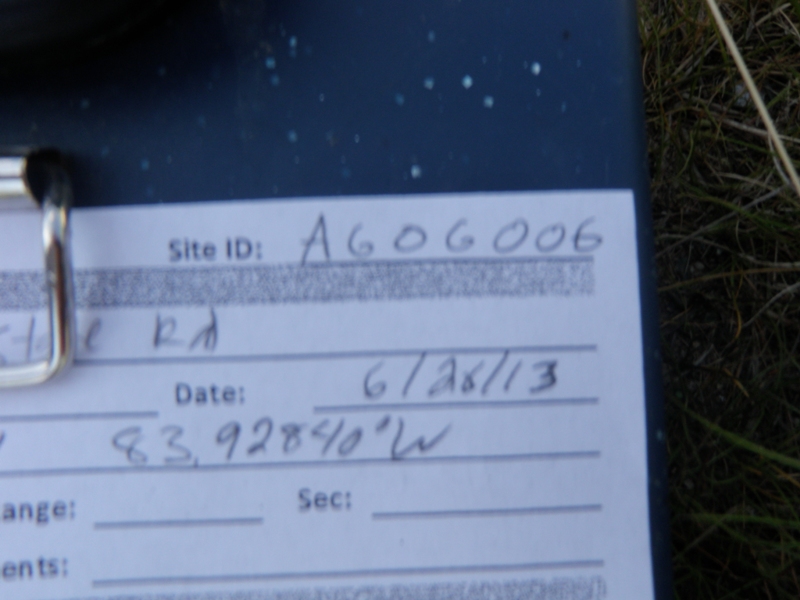 Site ID: A606006
Rd
Date: 6/28/13
83.92840°W
ange:
Sec:
ents: